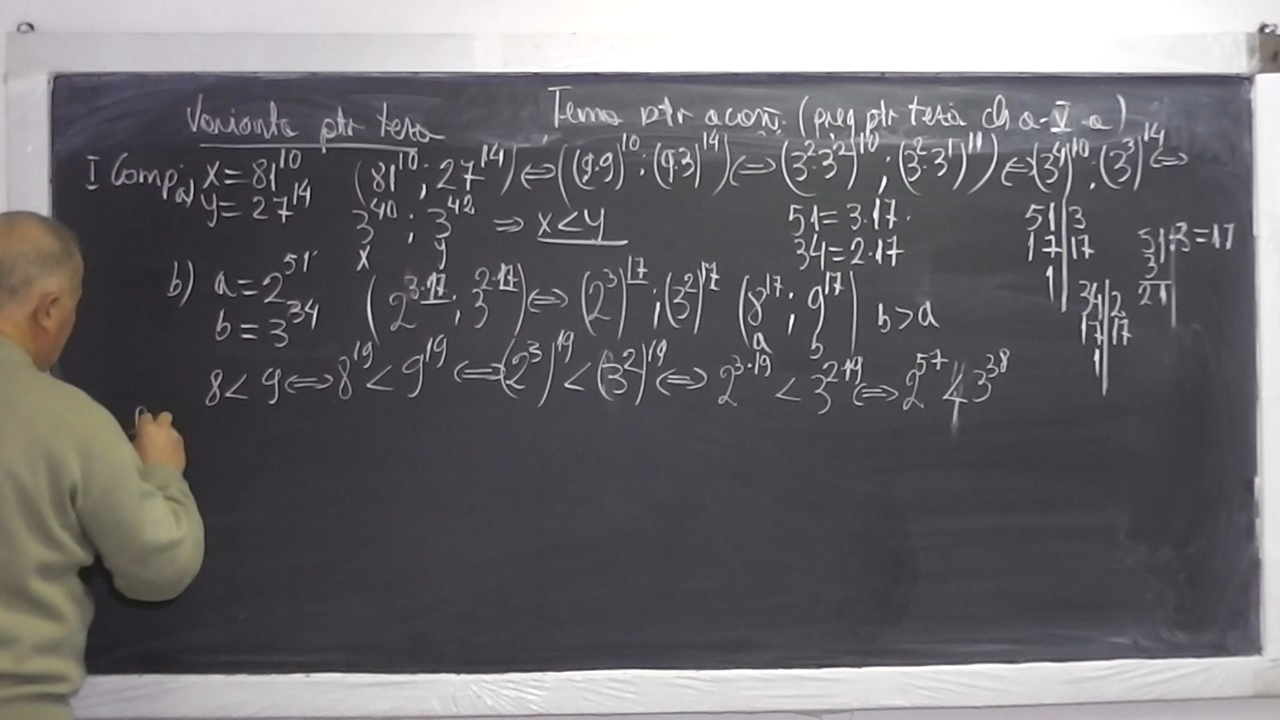 Varianta ptr teza
Tema ptr acasă (preg ptr teză cls a-V-a)
I Comp a) x=81^10 (81^10 ; 27^14) ⇔ ((9·9)^10 ; (9·3)^14) ⇔ (3^2·3^2)^10 ; (3^2·3^1)^11) ⇔ (3^4)^10 ; (3^3)^14 ⇔
y=27^14 3^40 ; 3^42 ⇒ x<y
x y
51=3·17
34=2·17
51|3
17|17
1|
51:3=17
3
21
34|2
17|17
1|
b) a=2^51 (2^3·17 ; 3^2·17) ⇔ (2^3)^17 ; (3^2)^17 (8^17 ; 9^17) b>a
b=3^34 a b
8<9 ⇔ 8^19 < 9^19 ⇔ (2^3)^19 < (3^2)^19 ⇔ 2^3·19 < 3^2·19 ⇔ 2^57 < 3^38